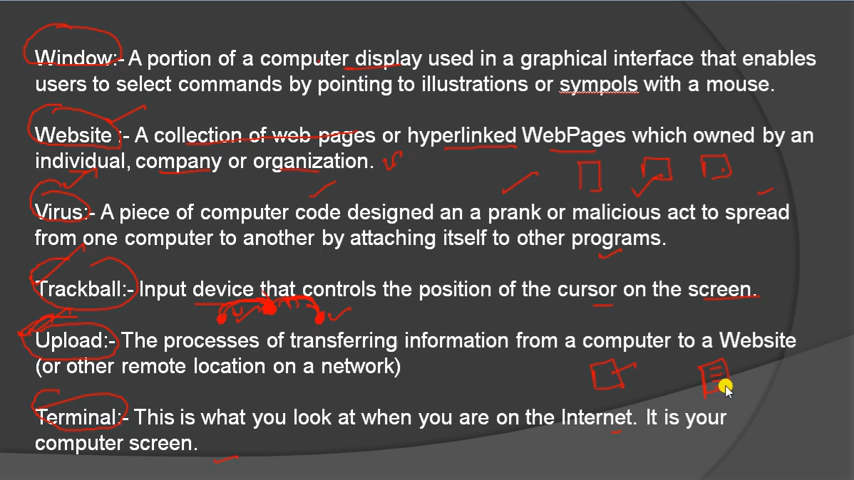 Window:- A portion of a computer display used in a graphical interface that enables
users to select commands by pointing to illustrations or sympols with a mouse.
Website :- A collection of web pages or hyperlinked WebPages which owned by an
individual, company or organization.
Virus:- A piece of computer code designed an a prank or malicious act to spread
from one computer to another by attaching itself to other programs.
Trackball:- Input device that controls the position of the cursor on the screen.
Upload:- The processes of transferring information from a computer to a Website
(or other remote location on a network)
Terminal:- This is what you look at when you are on the Internet. It is your
computer screen.